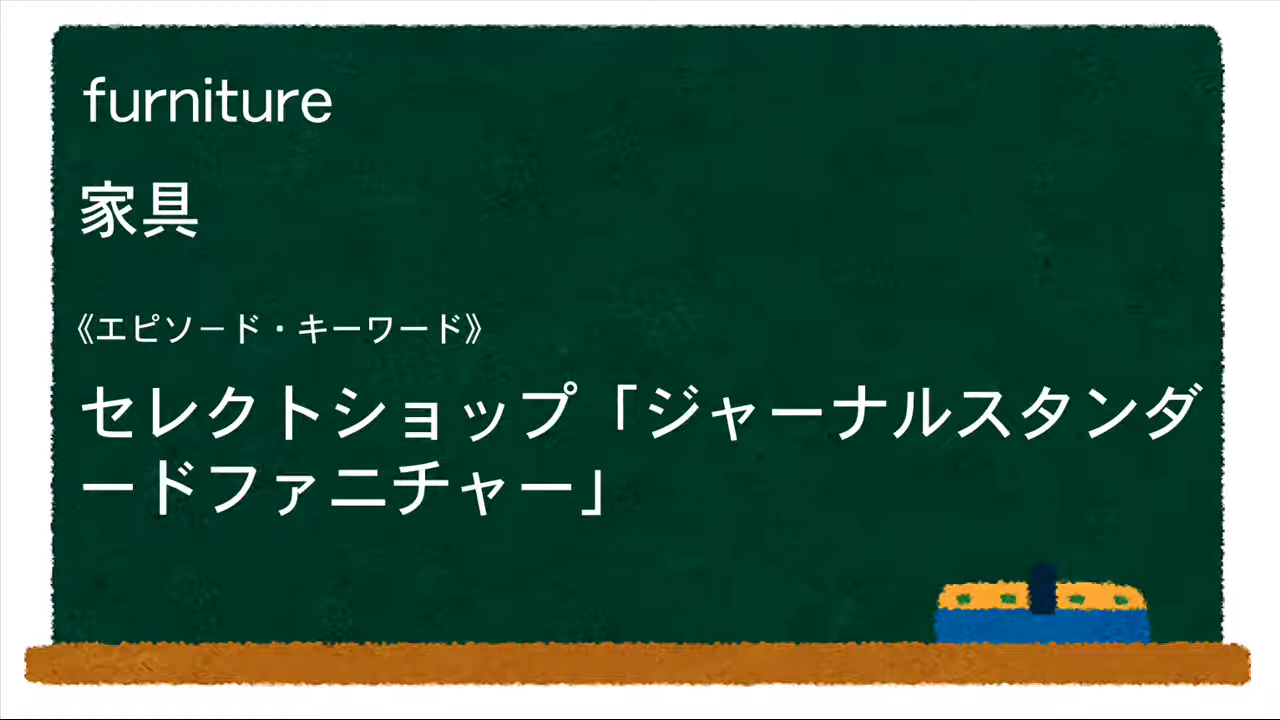 furniture
家具
《エピソード・キーワード》
セレクトショップ「ジャーナルスタンダ
ードファニチャー」